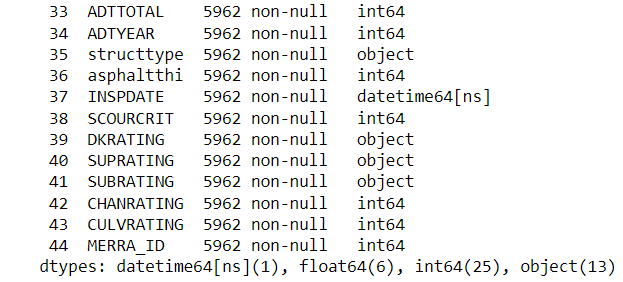 33 ADTTOTAL 5962 non-null int64
34 ADTYEAR 5962 non-null int64
35 structtype 5962 non-null object
36 asphaltthi 5962 non-null int64
37 INSPDATE 5962 non-null datetime64[ns]
38 SCOURCRIT 5962 non-null int64
39 DKRATING 5962 non-null object
40 SUPRATING 5962 non-null object
41 SUBRATING 5962 non-null object
42 CHANRATING 5962 non-null int64
43 CULVRATING 5962 non-null int64
44 MERRA_ID 5962 non-null int64
dtypes: datetime64[ns](1), float64(6), int64(25), object(13)